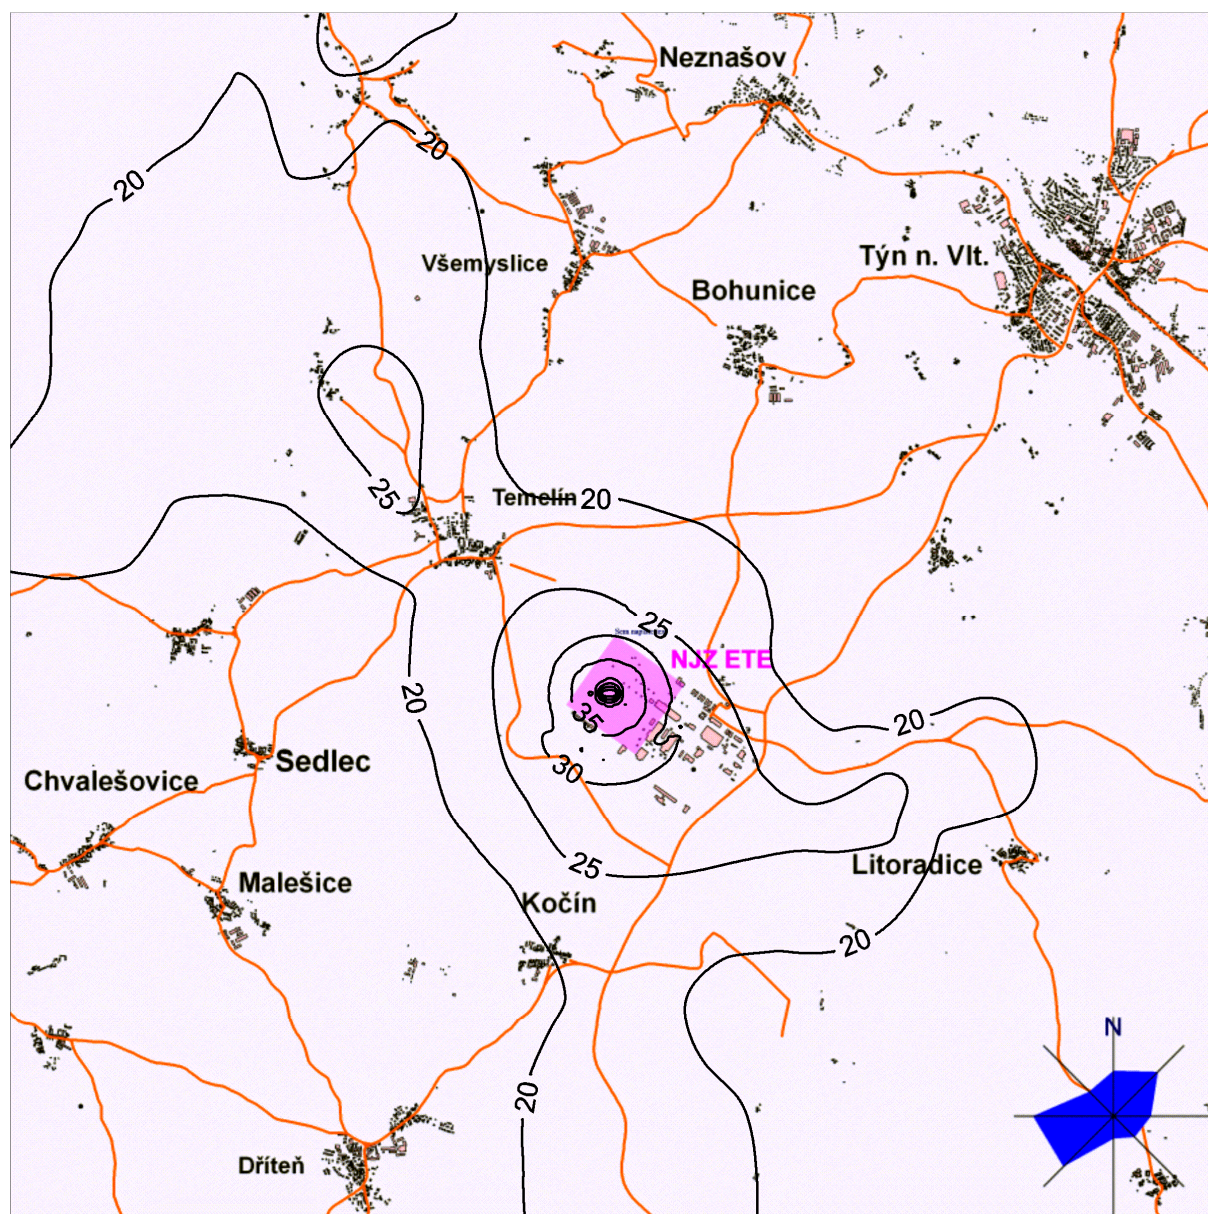 Neznašov
20
20
Týn n. Vlt.
Všemyslice
Bohunice
25
Temelín
20
25
NJZ ETE
20
35
20
Sedlec
30
Chvalešovice
25
Litoradice
Malešice
Kočín
20
N
20
Dříteň